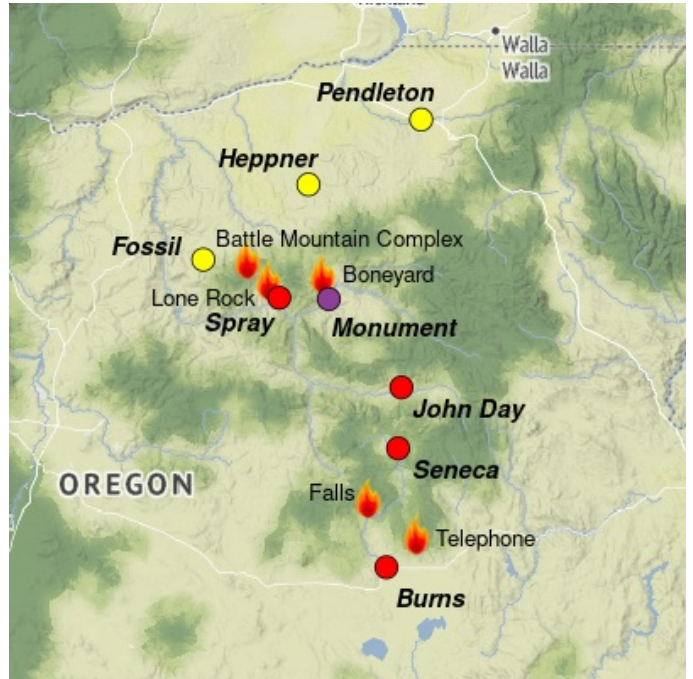 Walla
Walla
Pendleton
Heppner
Fossil
Battle Mountain Complex
Boneyard
Lone Rock
Spray
Monument
John Day
Seneca
OREGON
Falls
Telephone
Burns